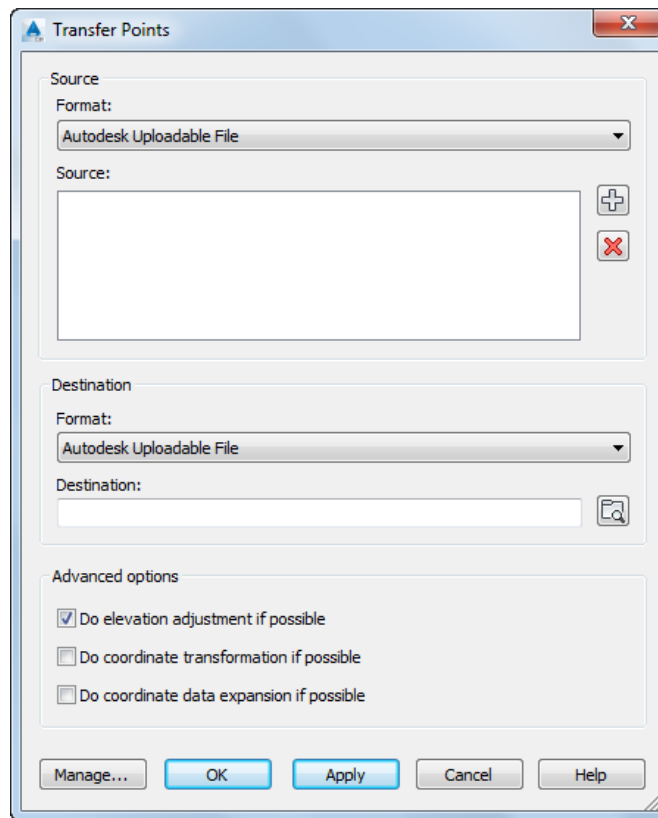 Transfer Points
Source
Format:
Autodesk Uploadable File
Source:
Destination
Format:
Autodesk Uploadable File
Destination:
Advanced options
Do elevation adjustment if possible
Do coordinate transformation if possible
Do coordinate data expansion if possible
Manage... OK Apply Cancel Help